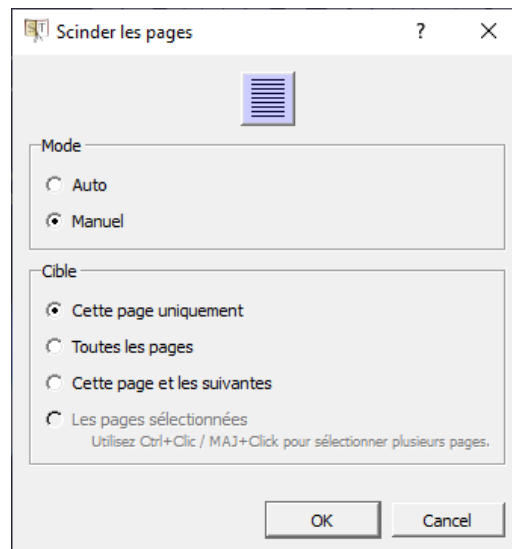 Scinder les pages
Mode
Auto
Manuel
Cible
Cette page uniquement
Toutes les pages
Cette page et les suivantes
Les pages sélectionnées
Utilisez Ctrl+Clic / MAJ+Click pour sélectionner plusieurs pages.
OK Cancel